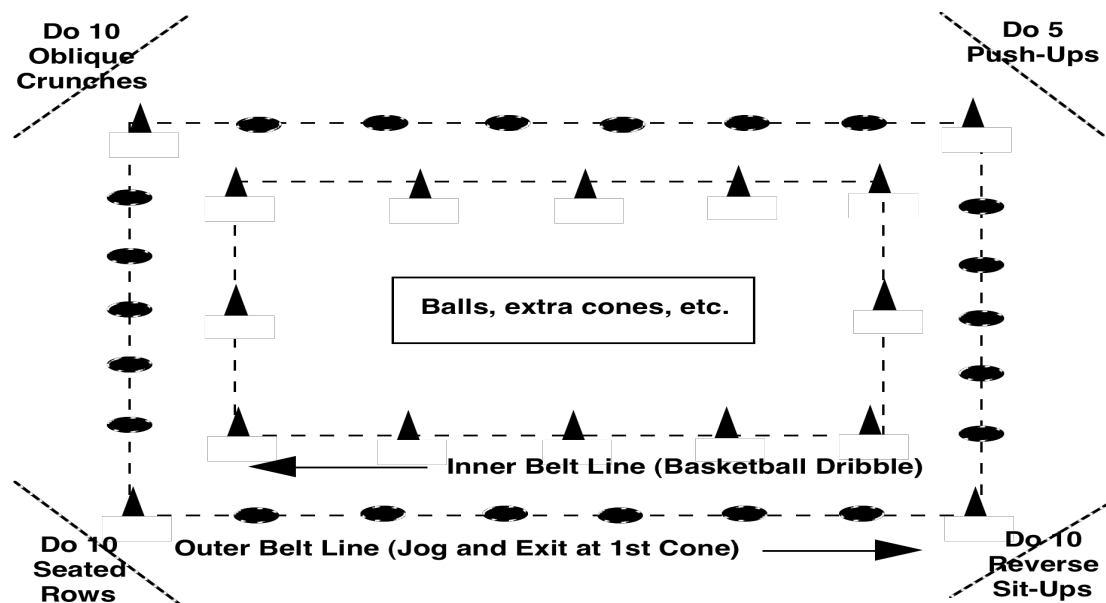 Do 10
Oblique
Crunches
Do 5
Push-Ups
Balls, extra cones, etc.
Inner Belt Line (Basketball Dribble)
Outer Belt Line (Jog and Exit at 1st Cone)
Do 10
Seated
Rows
Do 10
Reverse
Sit-Ups